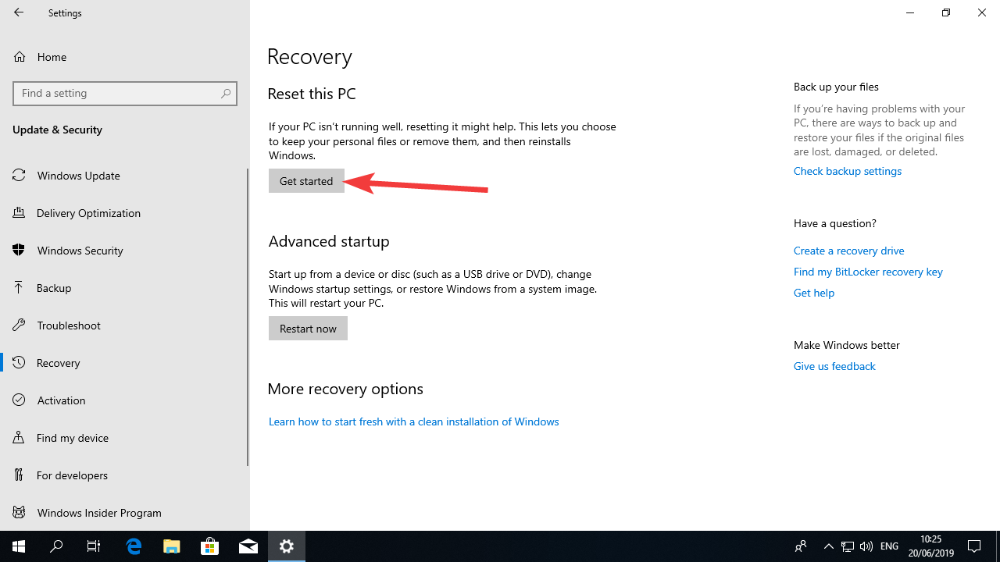 Settings
Home
Find a setting
Update & Security
Windows Update
Delivery Optimization
Windows Security
Backup
Troubleshoot
Recovery
Activation
Find my device
For developers
Windows Insider Program
Recovery
Reset this PC
If your PC isn't running well, resetting it might help. This lets you choose
to keep your personal files or remove them, and then reinstalls
Windows.
Get started
Advanced startup
Start up from a device or disc (such as a USB drive or DVD), change
Windows startup settings, or restore Windows from a system image.
This will restart your PC.
Restart now
More recovery options
Learn how to start fresh with a clean installation of Windows
Back up your files
If you're having problems with your
PC, there are ways to back up and
restore your files if the original files
are lost, damaged, or deleted.
Check backup settings
Have a question?
Create a recovery drive
Find my BitLocker recovery key
Get help
Make Windows better
Give us feedback
ENG
10:25
20/06/2019